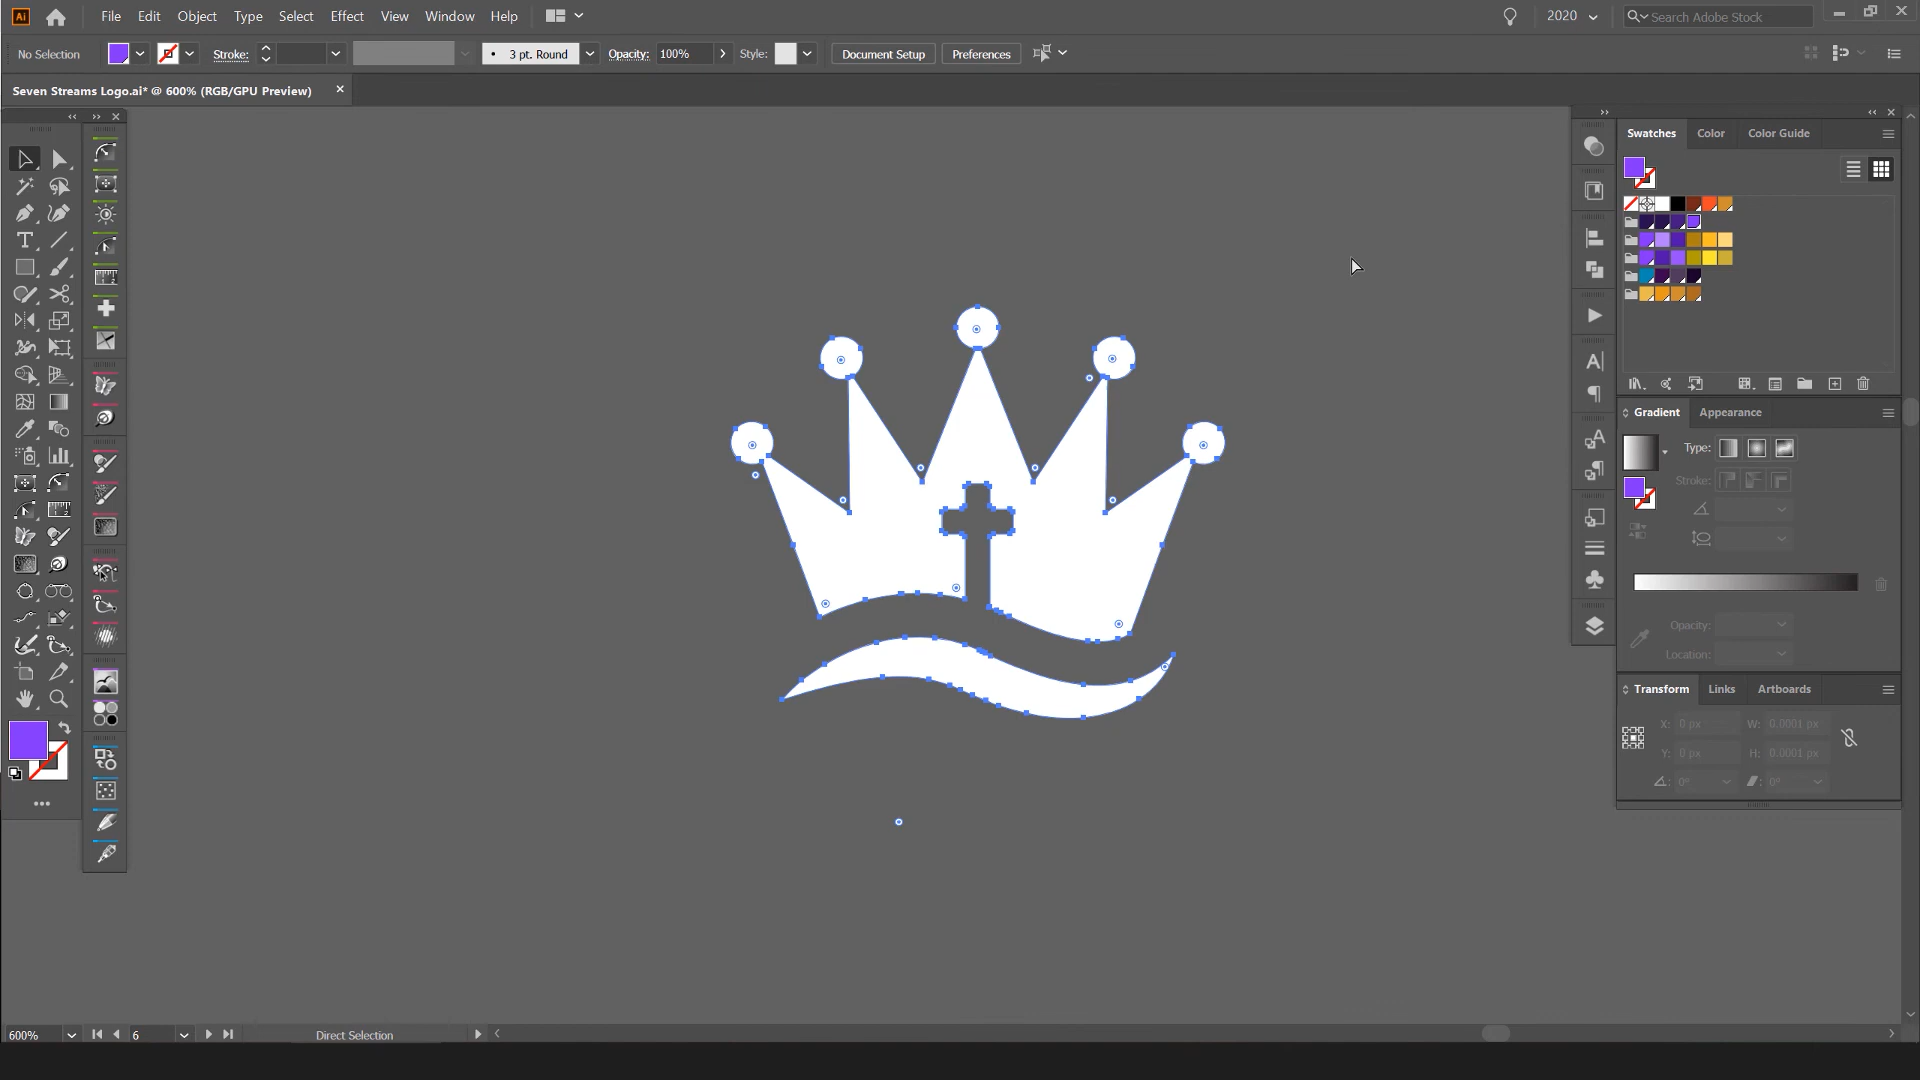 Ai File Edit Object Type Select Effect View Window Help 2020 Search Adobe Stock
No Selection Stroke: 3 pt. Round Opacity: 100% Style: Document Setup Preferences
Seven Streams Logo.ai* @ 600% (RGB/GPU Preview)
Swatches Color Color Guide
Gradient Appearance
Type:
Stroke:
Opacity:
Location:
Transform Links Artboards
X: 0 px W: 0.0001 px
Y: 0 px H: 0.0001 px
0° 0°
600% 6 Direct Selection